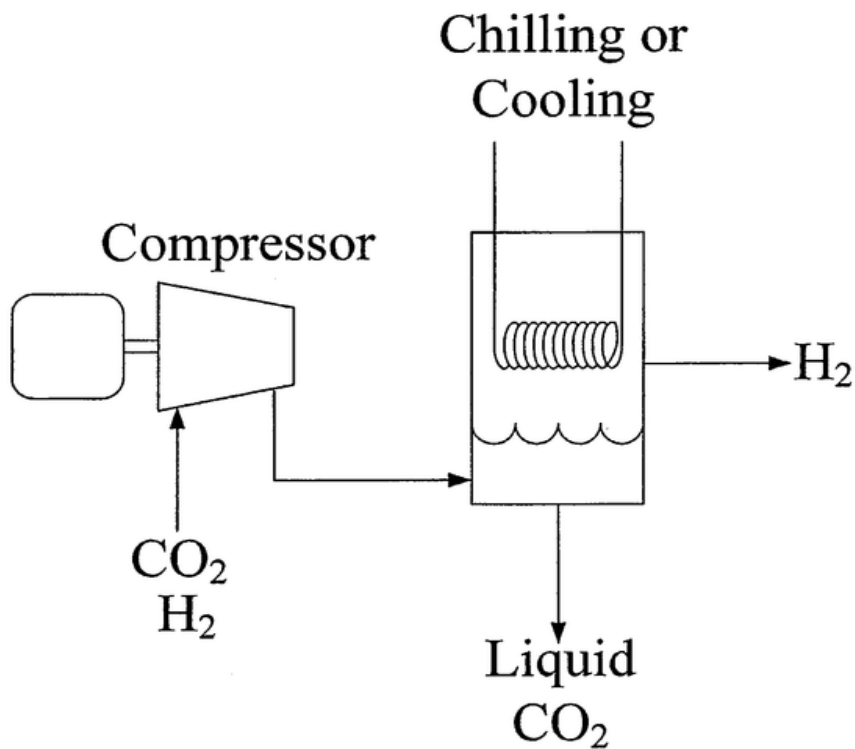 Chilling or
Cooling
Compressor
H₂
CO₂
H₂
Liquid
CO₂